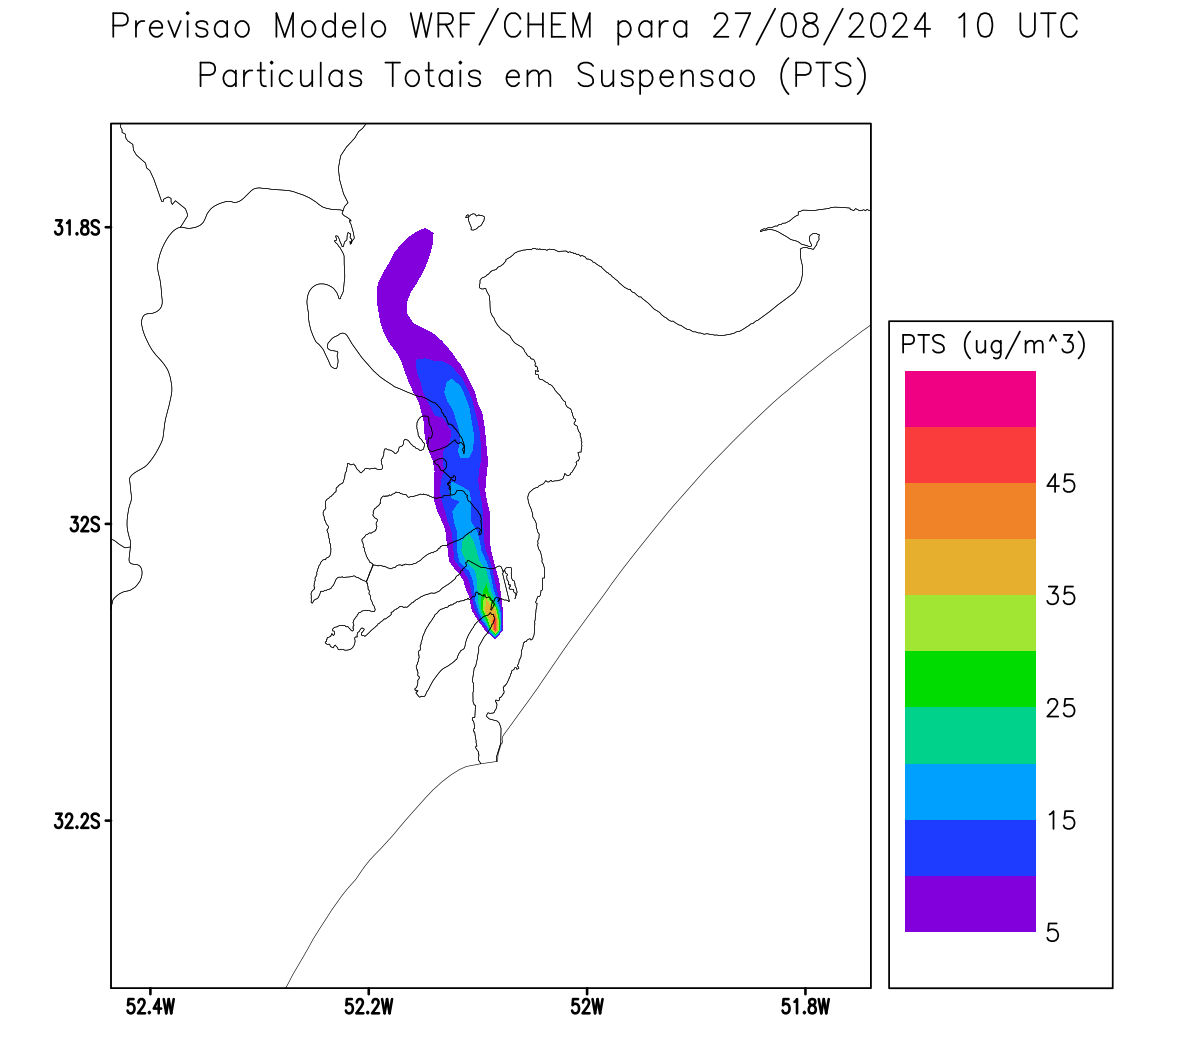 Previsao Modelo WRF/CHEM para 27/08/2024 10 UTC
Particulas Totais em Suspensao (PTS)
31.8S
32S
32.2S
52.4W
52.2W
52W
51.8W
PTS (ug/m^3)
45
35
25
15
5